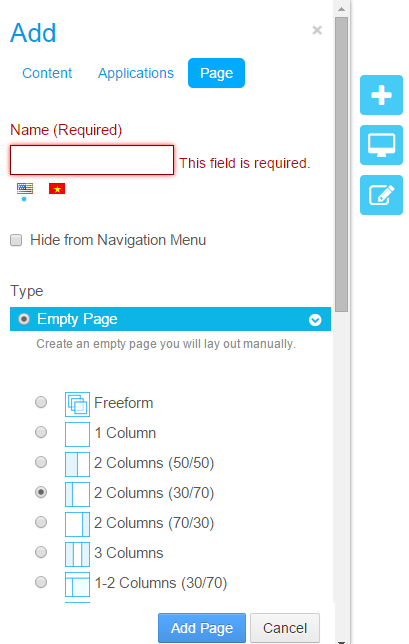 Add
×
Content Applications Page
Name (Required)
This field is required.
Hide from Navigation Menu
Type
Empty Page
Create an empty page you will lay out manually.
Freeform
1 Column
2 Columns (50/50)
2 Columns (30/70)
2 Columns (70/30)
3 Columns
1-2 Columns (30/70)
Add Page Cancel